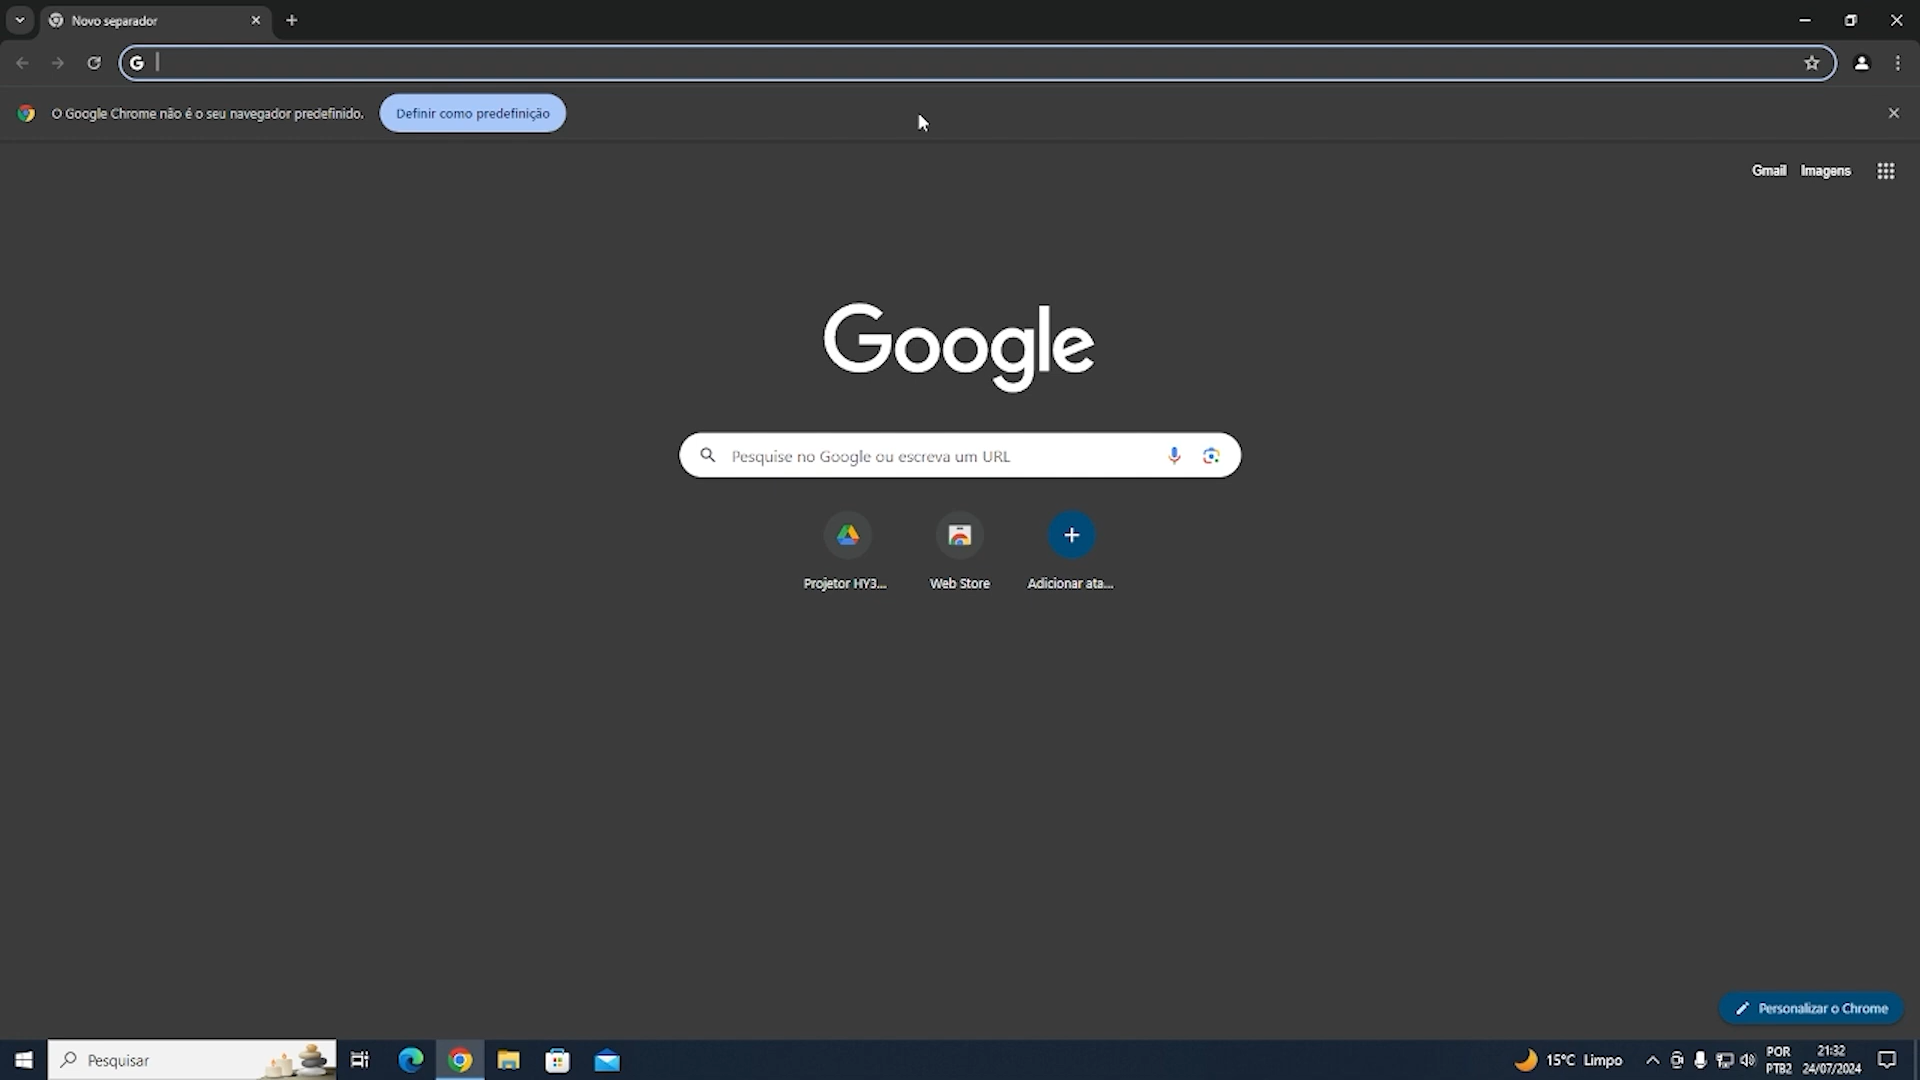 Novo separador
O Google Chrome não é o seu navegador predefinido.
Definir como predefinição
Gmail Imagens
Google
Pesquise no Google ou escreva um URL
Projetor HY3... Web Store Adicionar ata...
Personalizar o Chrome
Pesquisar
15°C Limpo
POR
PTB2
21:32
24/07/2024